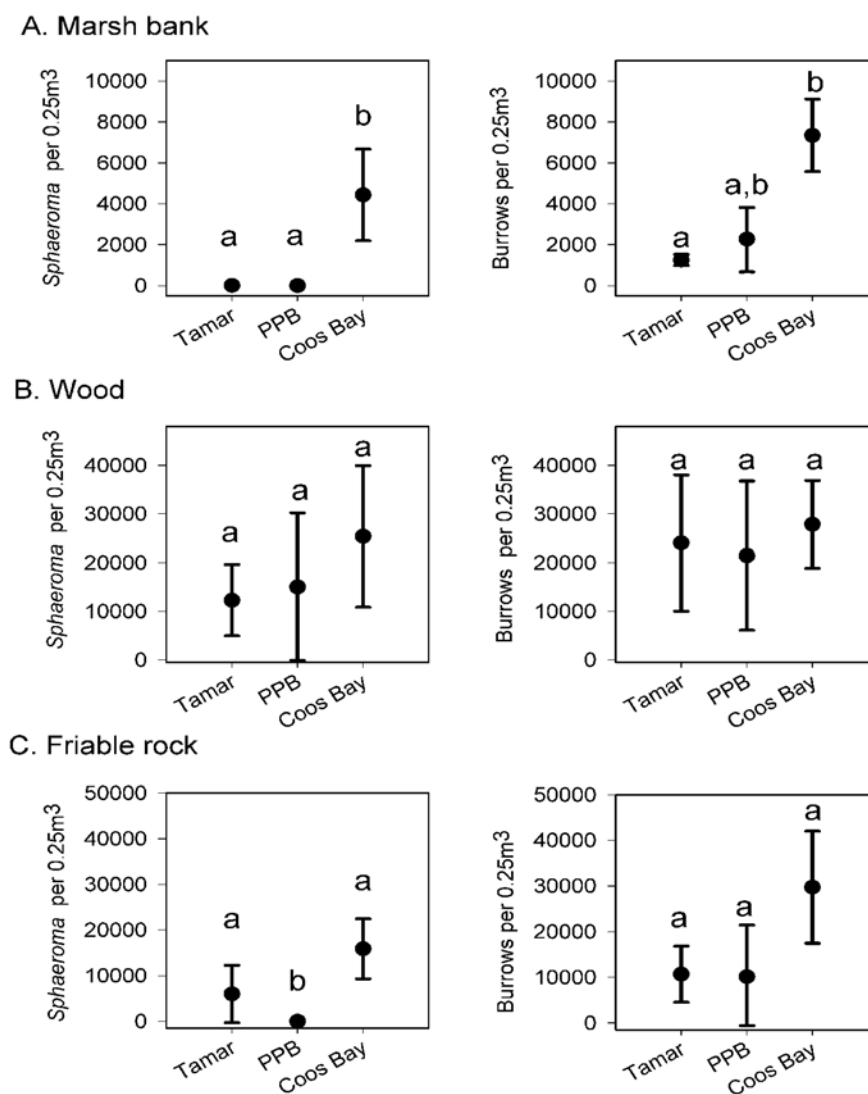 A. Marsh bank
Sphaeroma per 0.25m3
10000
8000
6000
4000
2000
0
a
a
b
Tamar
PPB
Coos Bay
Burrows per 0.25m3
10000
8000
6000
4000
2000
0
a
a,b
b
Tamar
PPB
Coos Bay
B. Wood
Sphaeroma per 0.25m3
40000
30000
20000
10000
0
a
a
a
Tamar
PPB
Coos Bay
Burrows per 0.25m3
40000
30000
20000
10000
0
a
a
a
Tamar
PPB
Coos Bay
C. Friable rock
Sphaeroma per 0.25m3
50000
40000
30000
20000
10000
0
a
b
a
Tamar
PPB
Coos Bay
Burrows per 0.25m3
50000
40000
30000
20000
10000
0
a
a
a
Tamar
PPB
Coos Bay